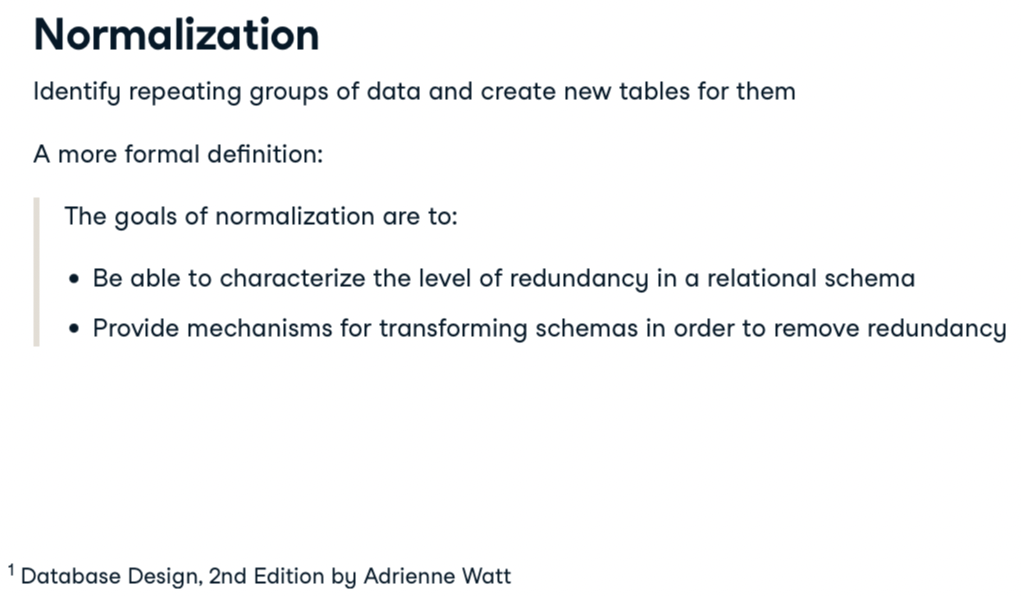 Normalization
Identify repeating groups of data and create new tables for them
A more formal definition:
The goals of normalization are to:
• Be able to characterize the level of redundancy in a relational schema
• Provide mechanisms for transforming schemas in order to remove redundancy
¹ Database Design, 2nd Edition by Adrienne Watt